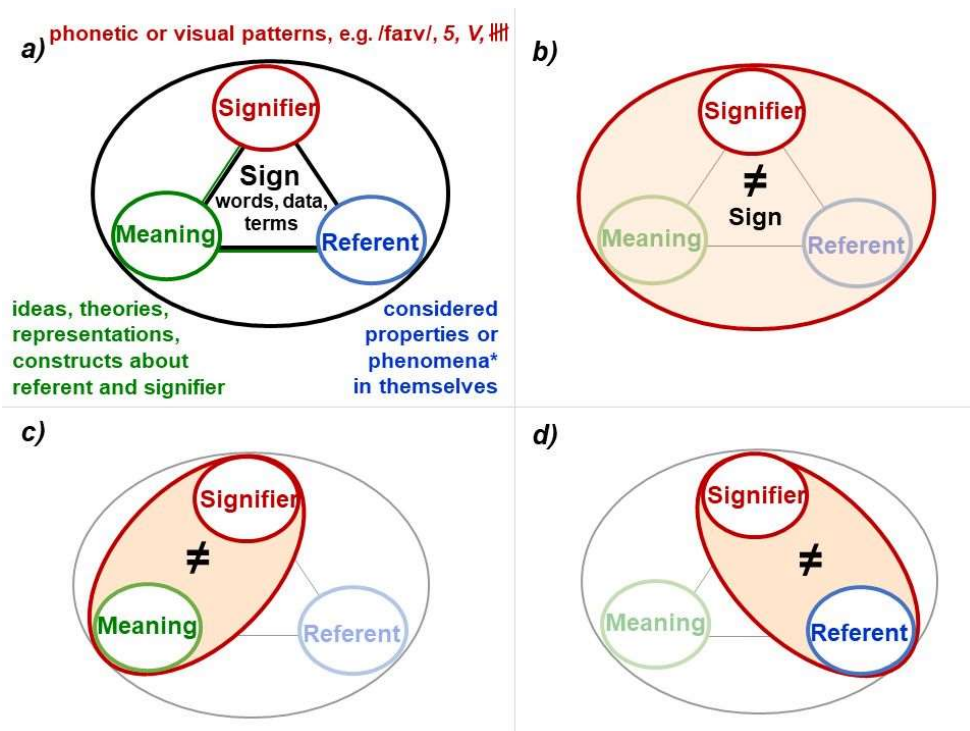 a) phonetic or visual patterns, e.g. /faɪv/, 5, V, 卌
Signifier
Sign
words, data,
terms
Meaning
Referent
ideas, theories,
representations,
constructs about
referent and signifier
considered
properties or
phenomena*
in themselves
b)
Signifier
≠
Sign
Meaning
Referent
c)
Signifier
≠
Meaning
Referent
d)
Signifier
≠
Meaning
Referent